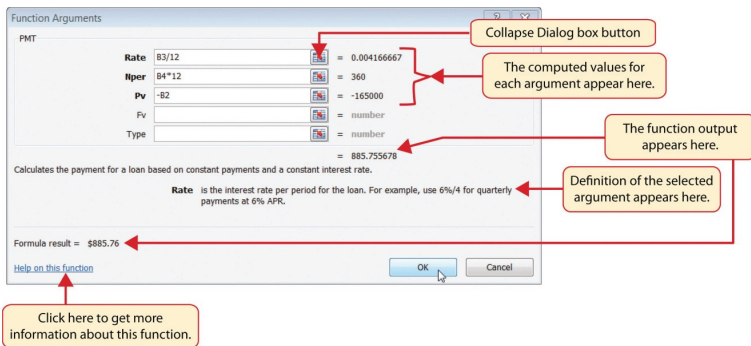 Function Arguments
PMT
Rate B3/12 = 0.004166667
Nper B4*12 = 360
Pv -B2 = -165000
Fv = number
Type = number
= 885.755678
Calculates the payment for a loan based on constant payments and a constant interest rate.
Rate is the interest rate per period for the loan. For example, use 6%/4 for quarterly
payments at 6% APR.
Formula result = $885.76
Help on this function
OK Cancel
Collapse Dialog box button
The computed values for
each argument appear here.
The function output
appears here.
Definition of the selected
argument appears here.
Click here to get more
information about this function.